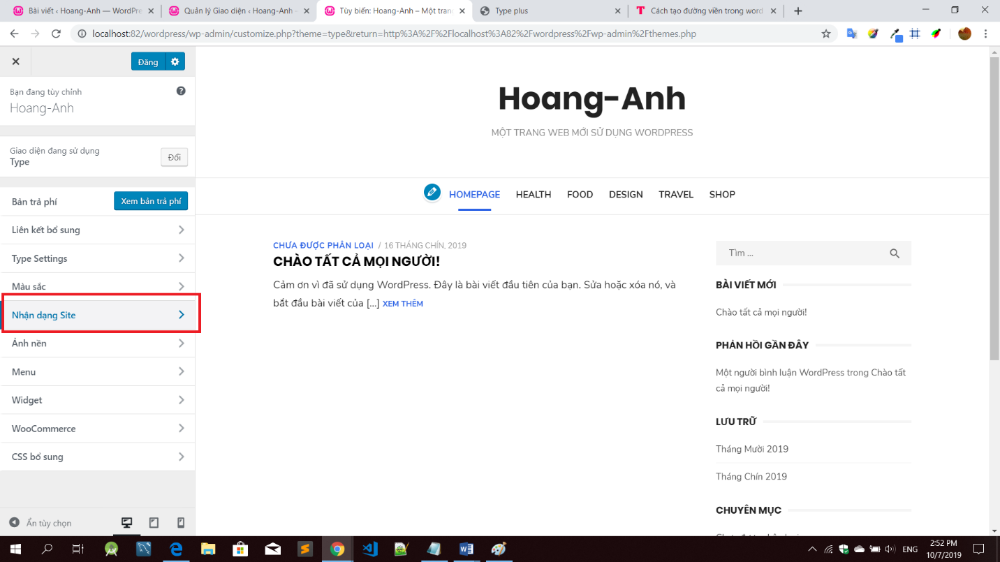 Bài viết ‹ Hoang-Anh — WordPre
Quản lý Giao diện ‹ Hoang-Anh –
Tùy biến: Hoang-Anh – Một trang
Type plus
Cách tạo đường viền trong word
localhost:82/wordpress/wp-admin/customize.php?theme=type&return=http%3A%2F%2Flocalhost%3A82%2Fwordpress%2Fwp-admin%2Fthemes.php
Đăng
Bạn đang tùy chỉnh
Hoang-Anh
Giao diện đang sử dụng
Type
Đổi
Bản trả phí
Xem bản trả phí
Liên kết bổ sung
Type Settings
Màu sắc
Nhận dạng Site
Ảnh nền
Menu
Widget
WooCommerce
CSS bổ sung
Ẩn tùy chọn
Hoang-Anh
MỘT TRANG WEB MỚI SỬ DỤNG WORDPRESS
HOMEPAGE HEALTH FOOD DESIGN TRAVEL SHOP
CHƯA ĐƯỢC PHÂN LOẠI / 16 THÁNG CHÍN, 2019
CHÀO TẤT CẢ MỌI NGƯỜI!
Cảm ơn vì đã sử dụng WordPress. Đây là bài viết đầu tiên của bạn. Sửa hoặc xóa nó, và
bắt đầu bài viết của [...] XEM THÊM
Tìm ...
BÀI VIẾT MỚI
Chào tất cả mọi người!
PHẢN HỒI GẦN ĐÂY
Một người bình luận WordPress trong Chào tất
cả mọi người!
LƯU TRỮ
Tháng Mười 2019
Tháng Chín 2019
CHUYÊN MỤC
ENG
2:52 PM
10/7/2019